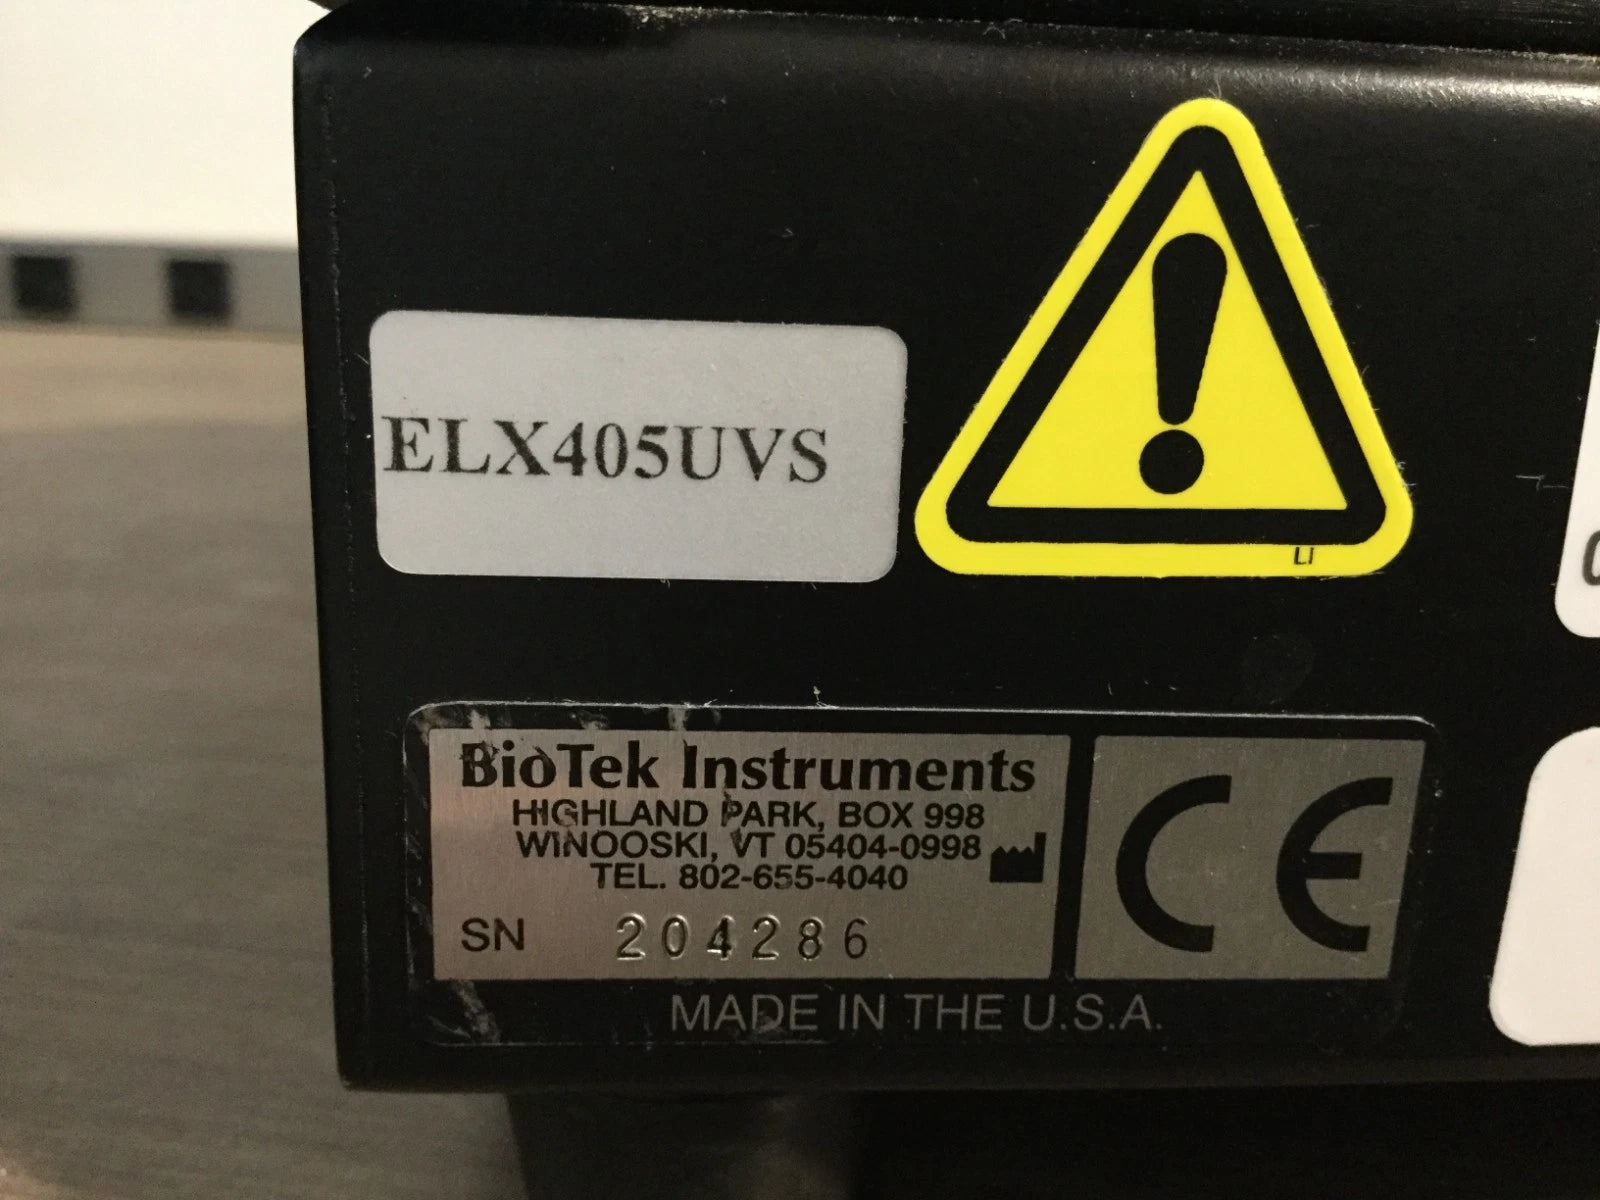 ELX405UVS
LI
BioTek Instruments
HIGHLAND PARK, BOX 998
WINOOSKI, VT 05404-0998
TEL. 802-655-4040
SN 204286
CE
MADE IN THE U.S.A.